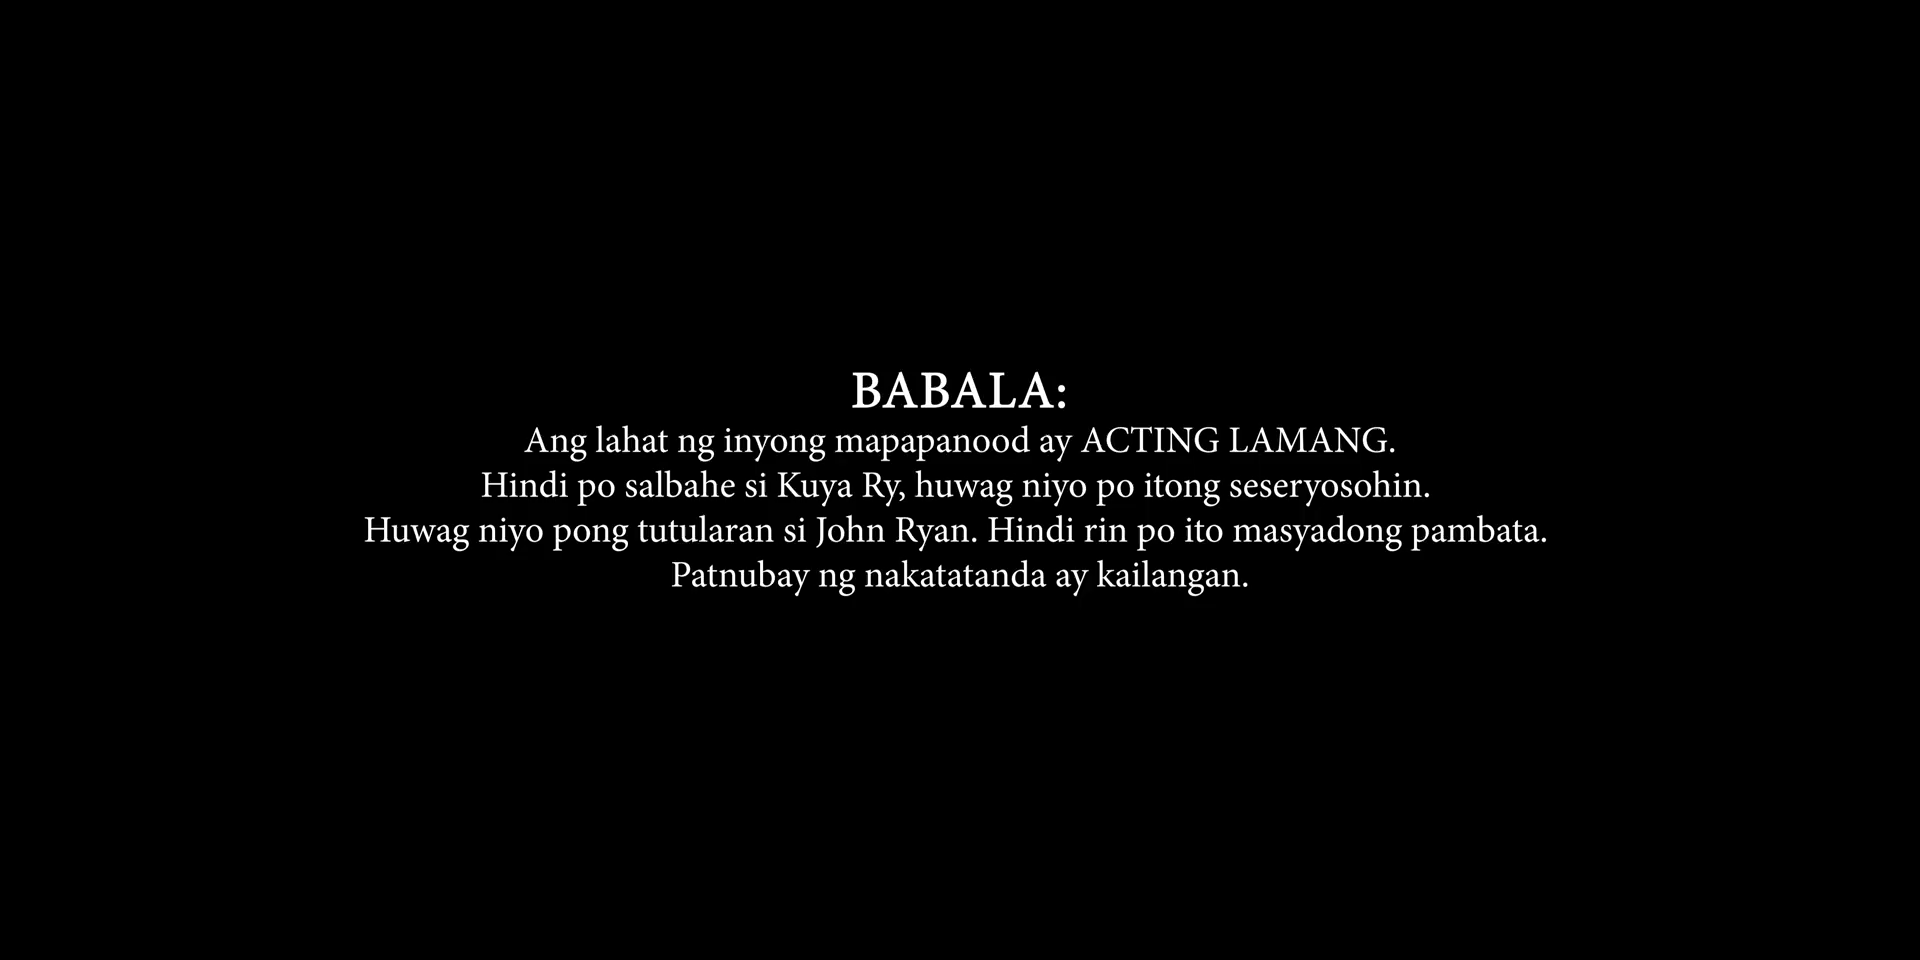 BABALA:
Ang lahat ng inyong mapapanood ay ACTING LAMANG.
Hindi po salbahe si Kuya Ry, huwag niyo po itong seseryosohin.
Huwag niyo pong tutularan si John Ryan. Hindi rin po ito masyadong pambata.
Patnubay ng nakatatanda ay kailangan.